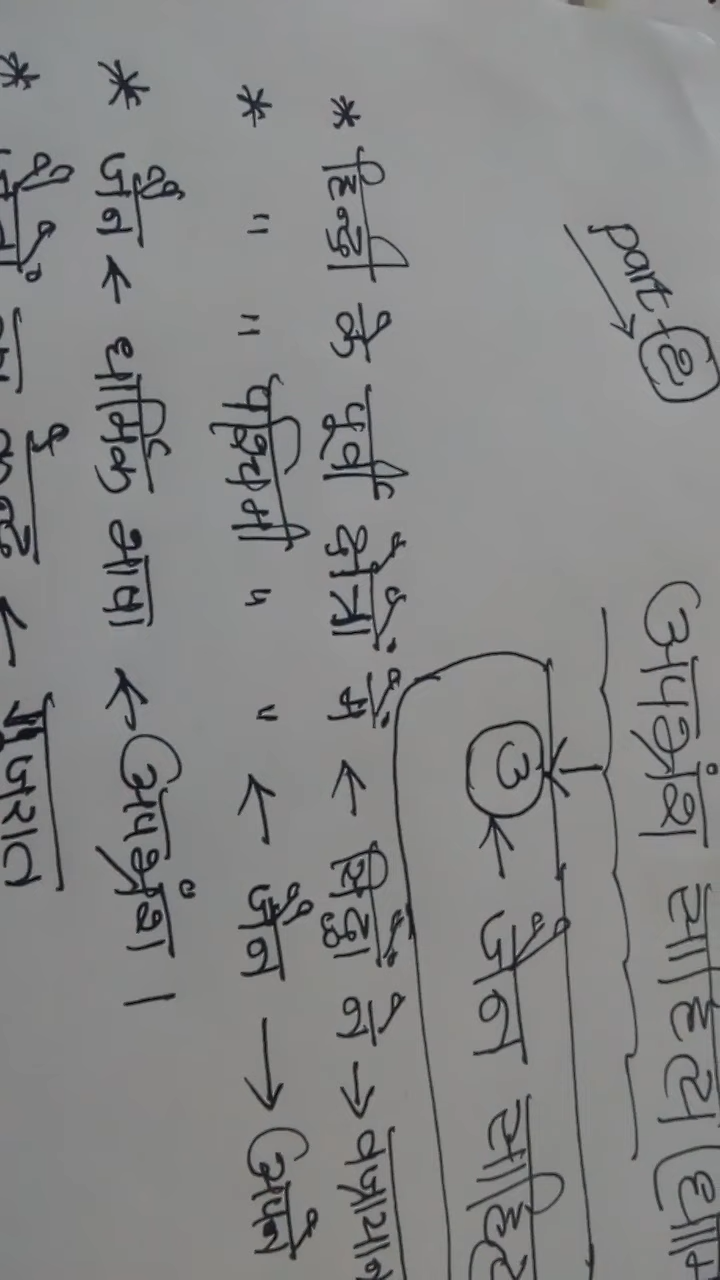 part-②
अपभ्रंश साहित्य (धार्मि
③ → जैन साहित्
* हिन्दी के पूर्वी क्षेत्रों में ← सिद्धों ने → वज्रयान
* " " पश्चिमी " " ← जैन → अपने
* जैन ← धार्मिक भाषा ← अपभ्रंश।
* जैनों का केन्द्र ← गुजरात